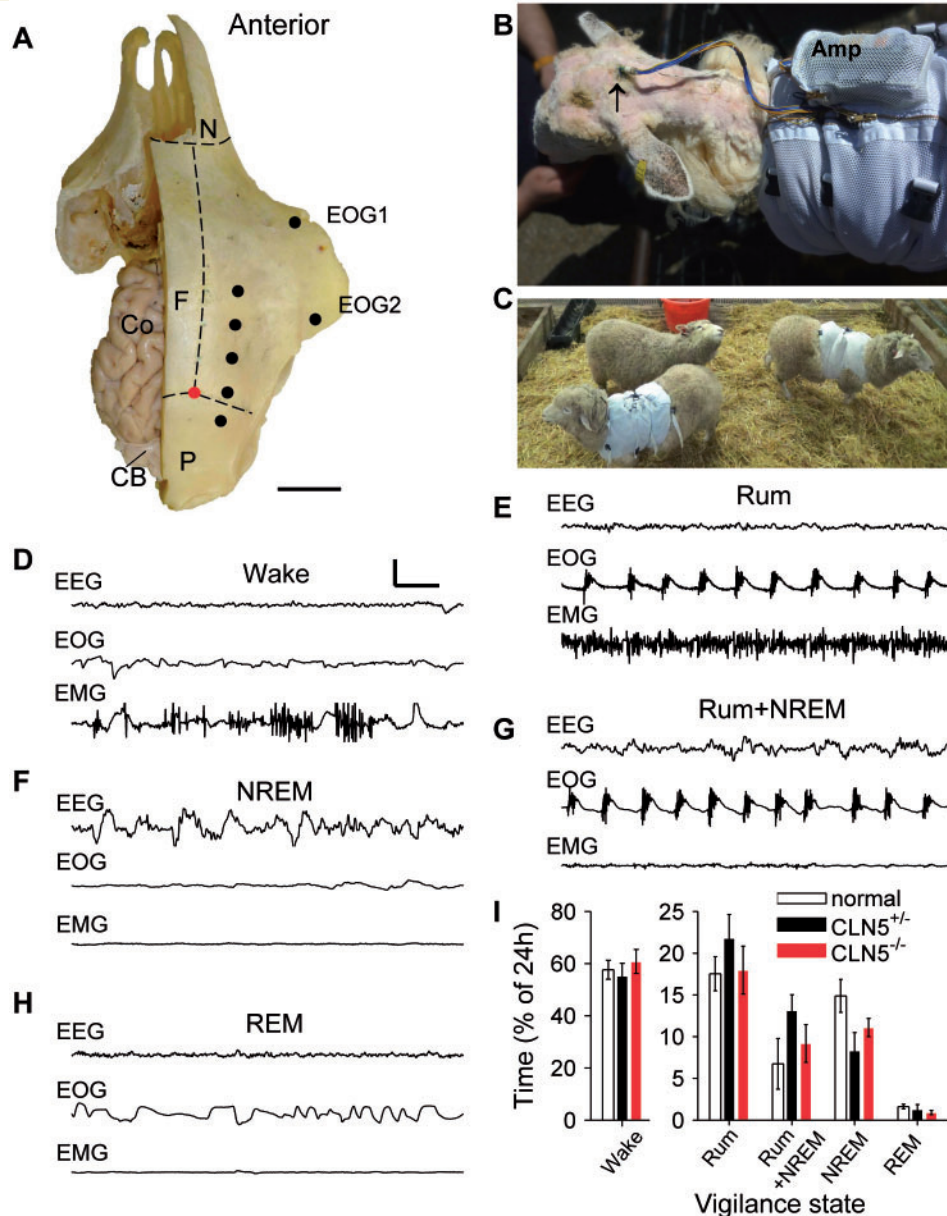 A
Anterior
N
EOG1
F
EOG2
Co
P
CB
B
Amp
C
D
Wake
EEG
EOG
EMG
E
Rum
EEG
EOG
EMG
F
NREM
EEG
EOG
EMG
G
Rum+NREM
EEG
EOG
EMG
H
REM
EEG
EOG
EMG
I
normal
CLN5+/-
CLN5-/-
Time (% of 24h)
80
60
40
20
0
25
20
15
10
5
0
Wake
Rum
Rum
+NREM
NREM
REM
Vigilance state